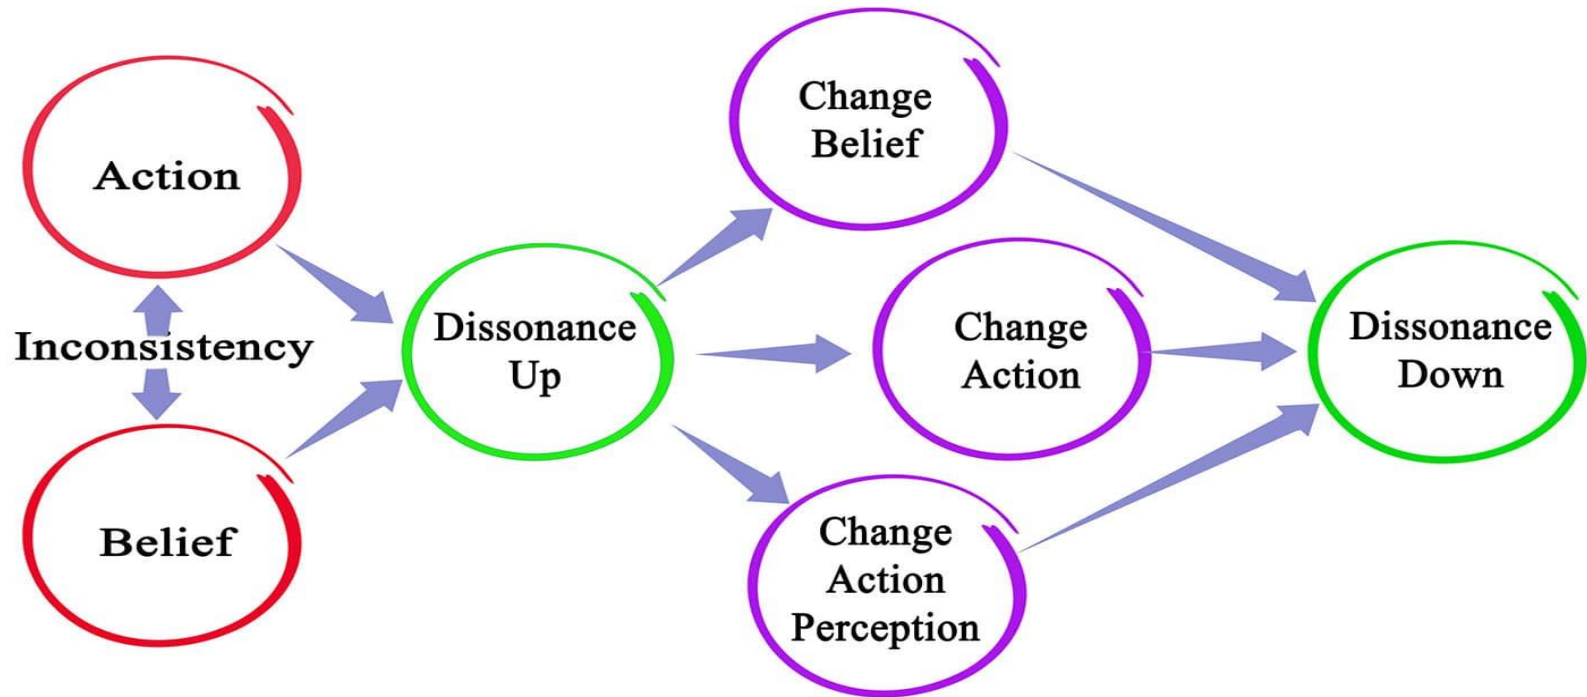 Action
Inconsistency
Belief
Dissonance
Up
Change
Belief
Change
Action
Change
Action
Perception
Dissonance
Down